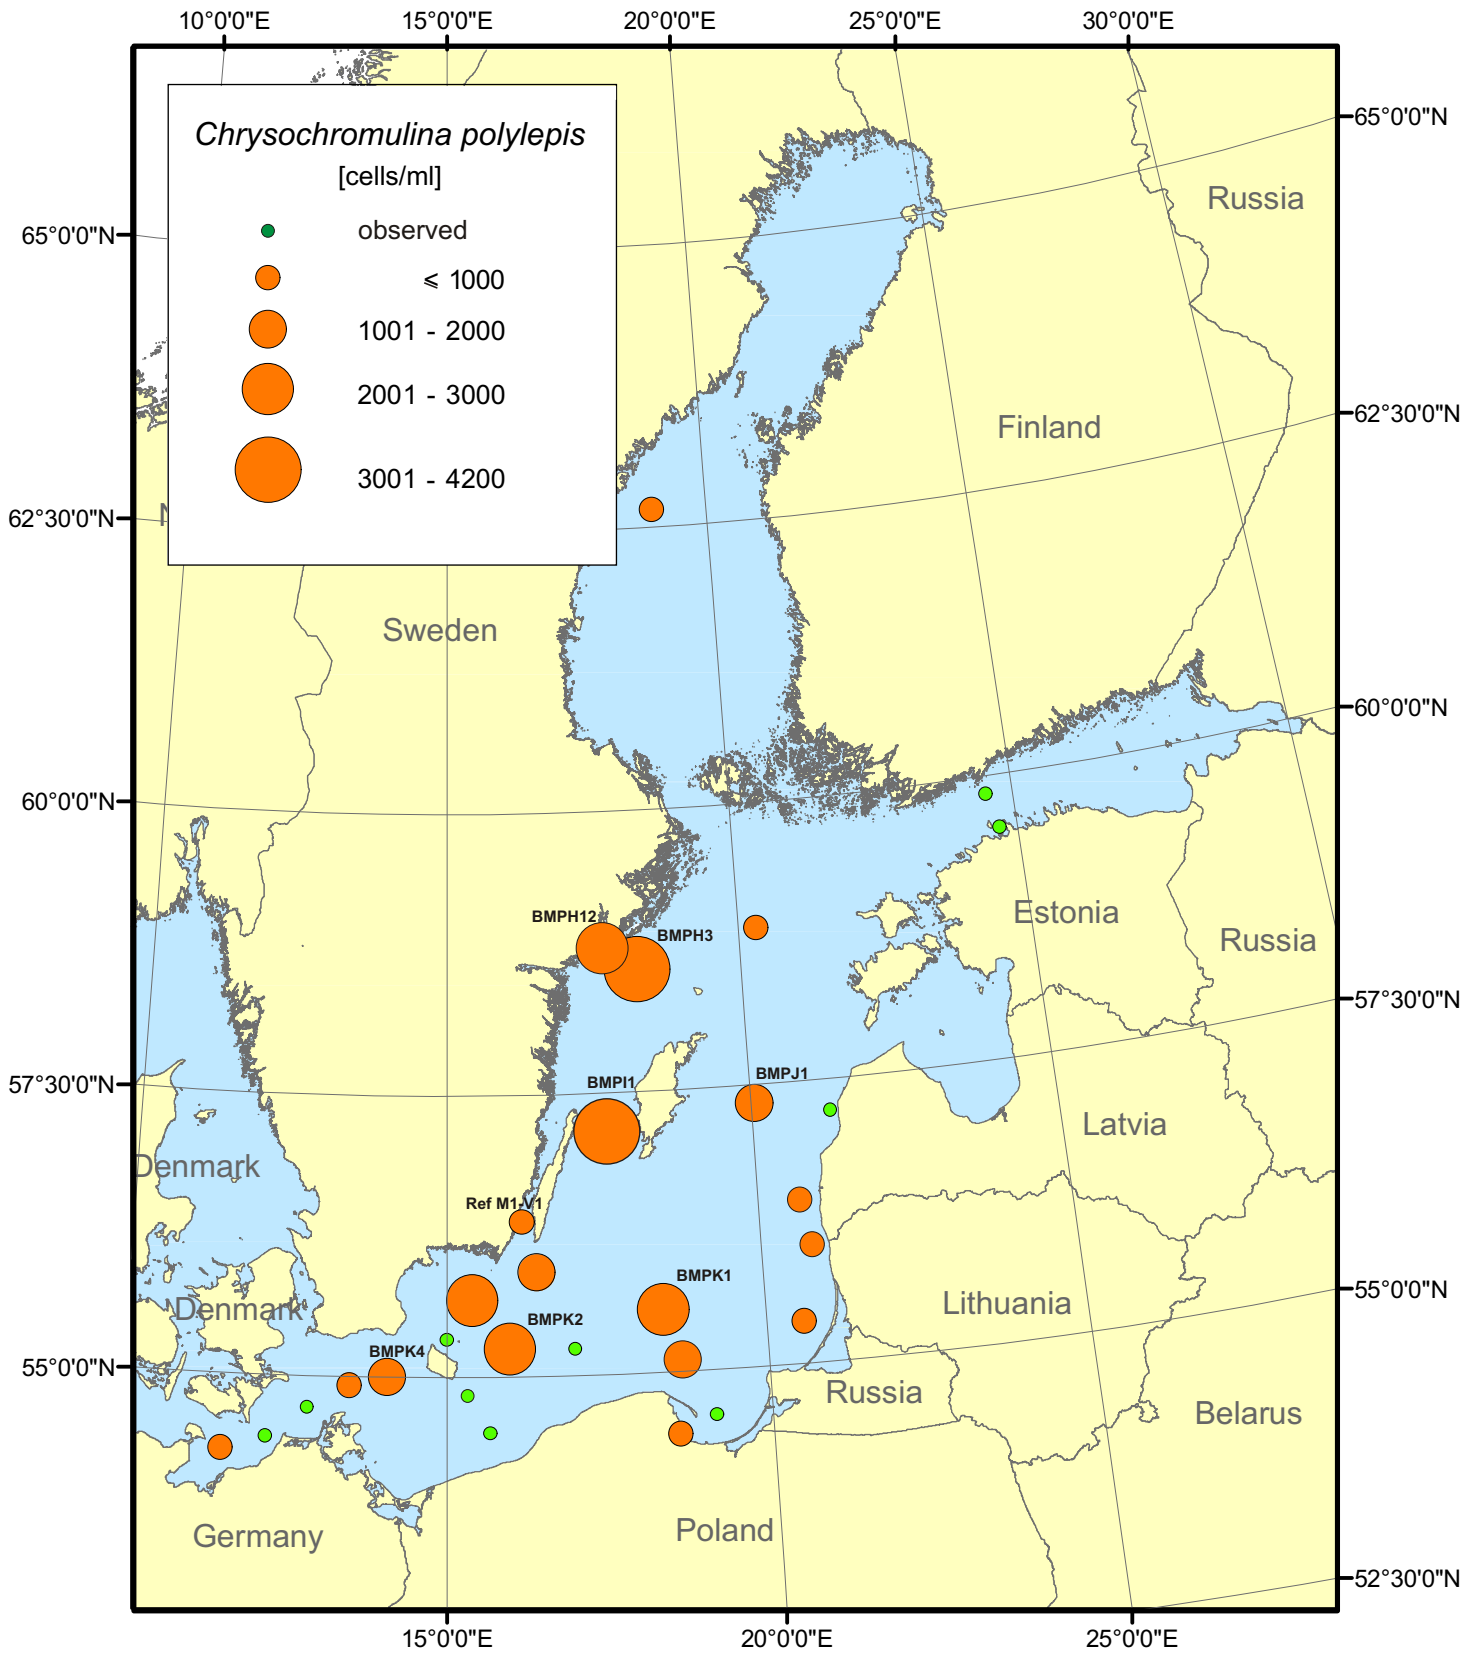 10°0'0"E 15°0'0"E 20°0'0"E 25°0'0"E 30°0'0"E
Chrysochromulina polylepis
[cells/ml]
observed
⩽ 1000
1001 - 2000
2001 - 3000
3001 - 4200
65°0'0"N
Russia
65°0'0"N
62°30'0"N
Finland
62°30'0"N
Sweden
60°0'0"N
60°0'0"N
Estonia
BMPH12
BMPH3
Russia
57°30'0"N
BMPJ1
BMPI1
57°30'0"N
Latvia
Denmark
Ref M1-V1
BMPK1
55°0'0"N
Lithuania
Denmark
BMPK2
BMPK4
55°0'0"N
Russia
Belarus
Poland
Germany
52°30'0"N
15°0'0"E 20°0'0"E 25°0'0"E